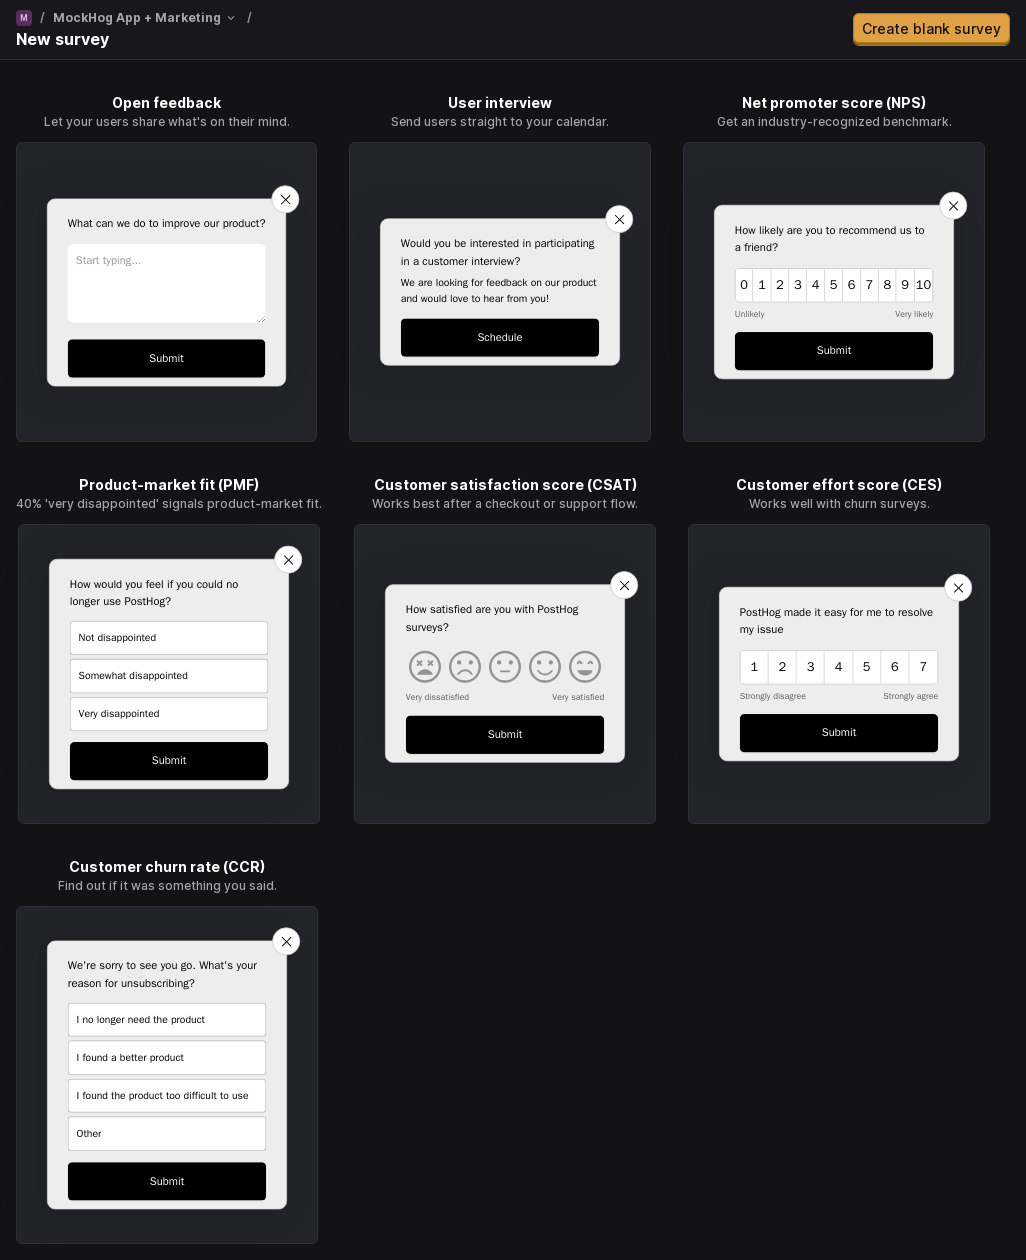 M / MockHog App + Marketing /
New survey
Create blank survey
Open feedback
Let your users share what's on their mind.
What can we do to improve our product?
Start typing...
Submit
User interview
Send users straight to your calendar.
Would you be interested in participating
in a customer interview?
We are looking for feedback on our product
and would love to hear from you!
Schedule
Net promoter score (NPS)
Get an industry-recognized benchmark.
How likely are you to recommend us to
a friend?
0 1 2 3 4 5 6 7 8 9 10
Unlikely Very likely
Submit
Product-market fit (PMF)
40% 'very disappointed' signals product-market fit.
How would you feel if you could no
longer use PostHog?
Not disappointed
Somewhat disappointed
Very disappointed
Submit
Customer satisfaction score (CSAT)
Works best after a checkout or support flow.
How satisfied are you with PostHog
surveys?
Very dissatisfied Very satisfied
Submit
Customer effort score (CES)
Works well with churn surveys.
PostHog made it easy for me to resolve
my issue
1 2 3 4 5 6 7
Strongly disagree Strongly agree
Submit
Customer churn rate (CCR)
Find out if it was something you said.
We're sorry to see you go. What's your
reason for unsubscribing?
I no longer need the product
I found a better product
I found the product too difficult to use
Other
Submit